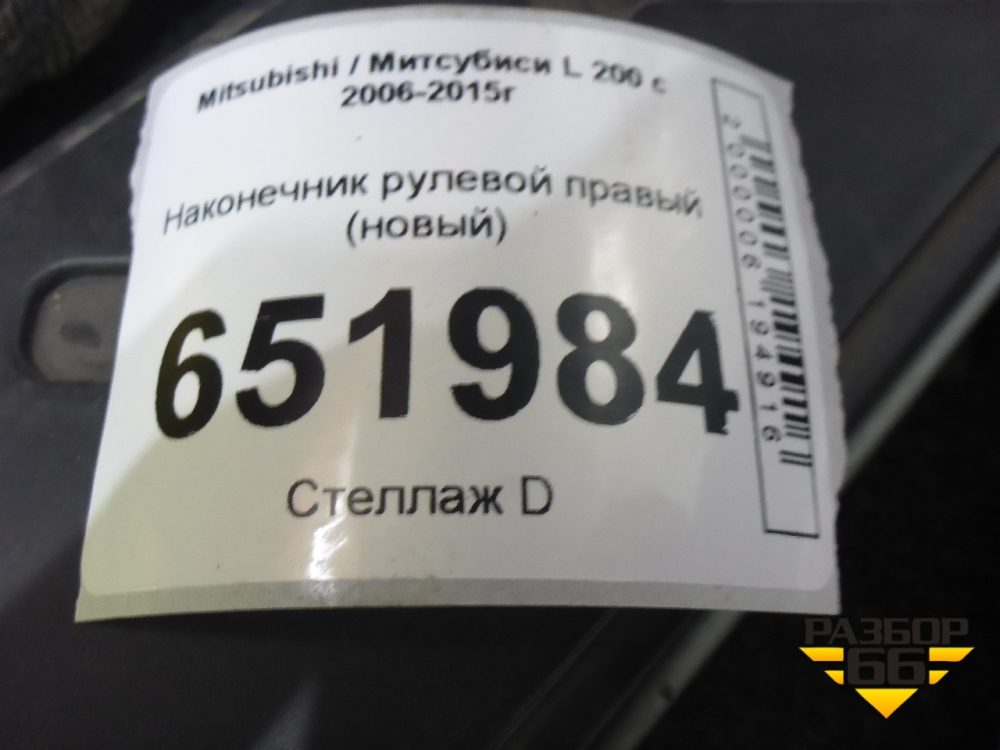 Mitsubishi / Митсубиси L 200 с
2006-2015г
Наконечник рулевой правый
(новый)
651984
Стеллаж D
2000006194916
РАЗБОР
66